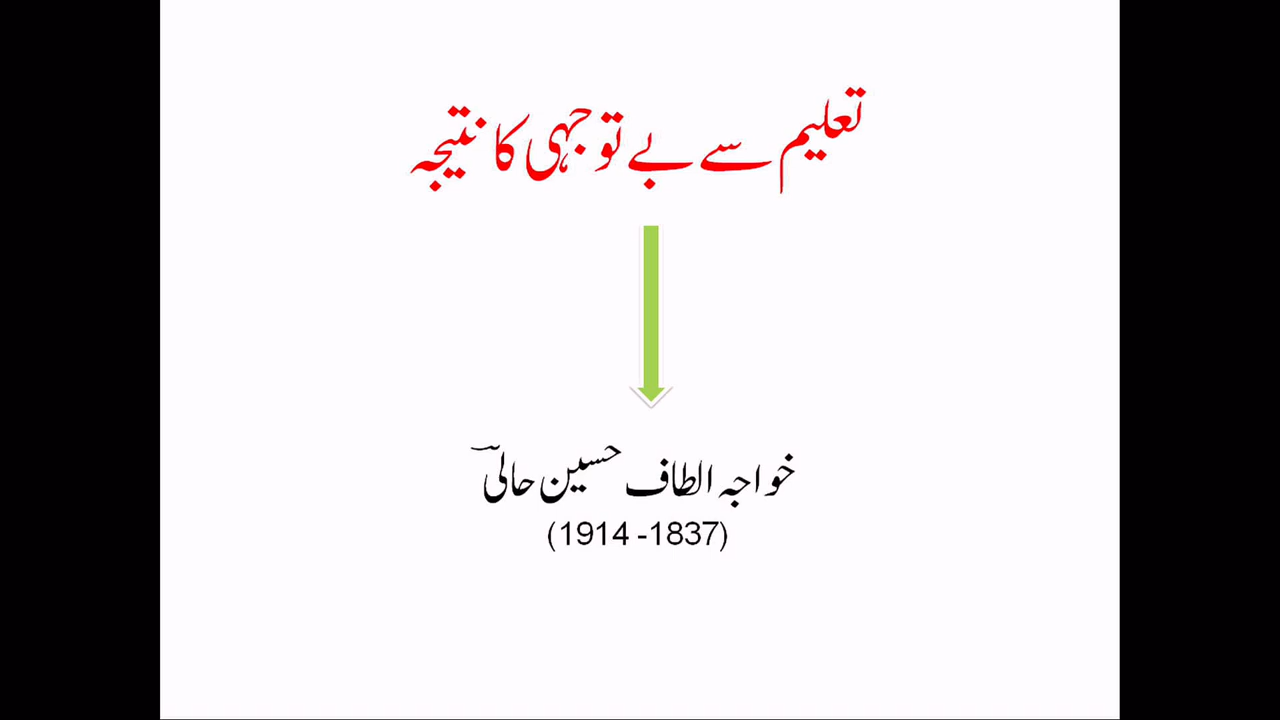 تعلیم سے بے توجہی کا نتیجہ
خواجہ الطاف حسین حالیؔ
(1837- 1914)